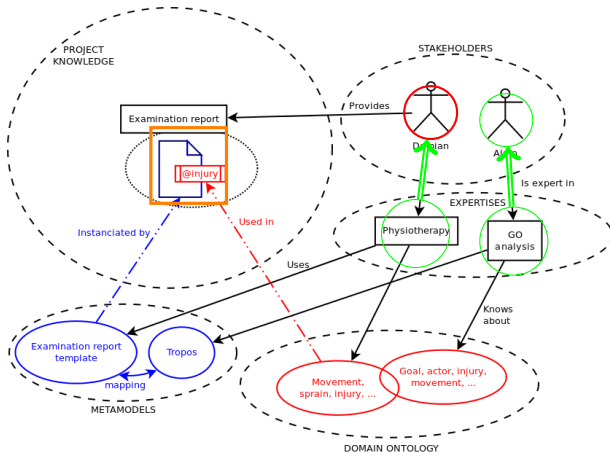 PROJECT
KNOWLEDGE
STAKEHOLDERS
Examination report
Provides
@injury
Is expert in
EXPERTISES
Physiotherapy
GO
analysis
Instanciated by
Used in
Uses
Knows
about
Examination report
template
Tropos
mapping
METAMODELS
Movement,
sprain, injury, ...
Goal, actor, injury,
movement, ...
DOMAIN ONTOLOGY